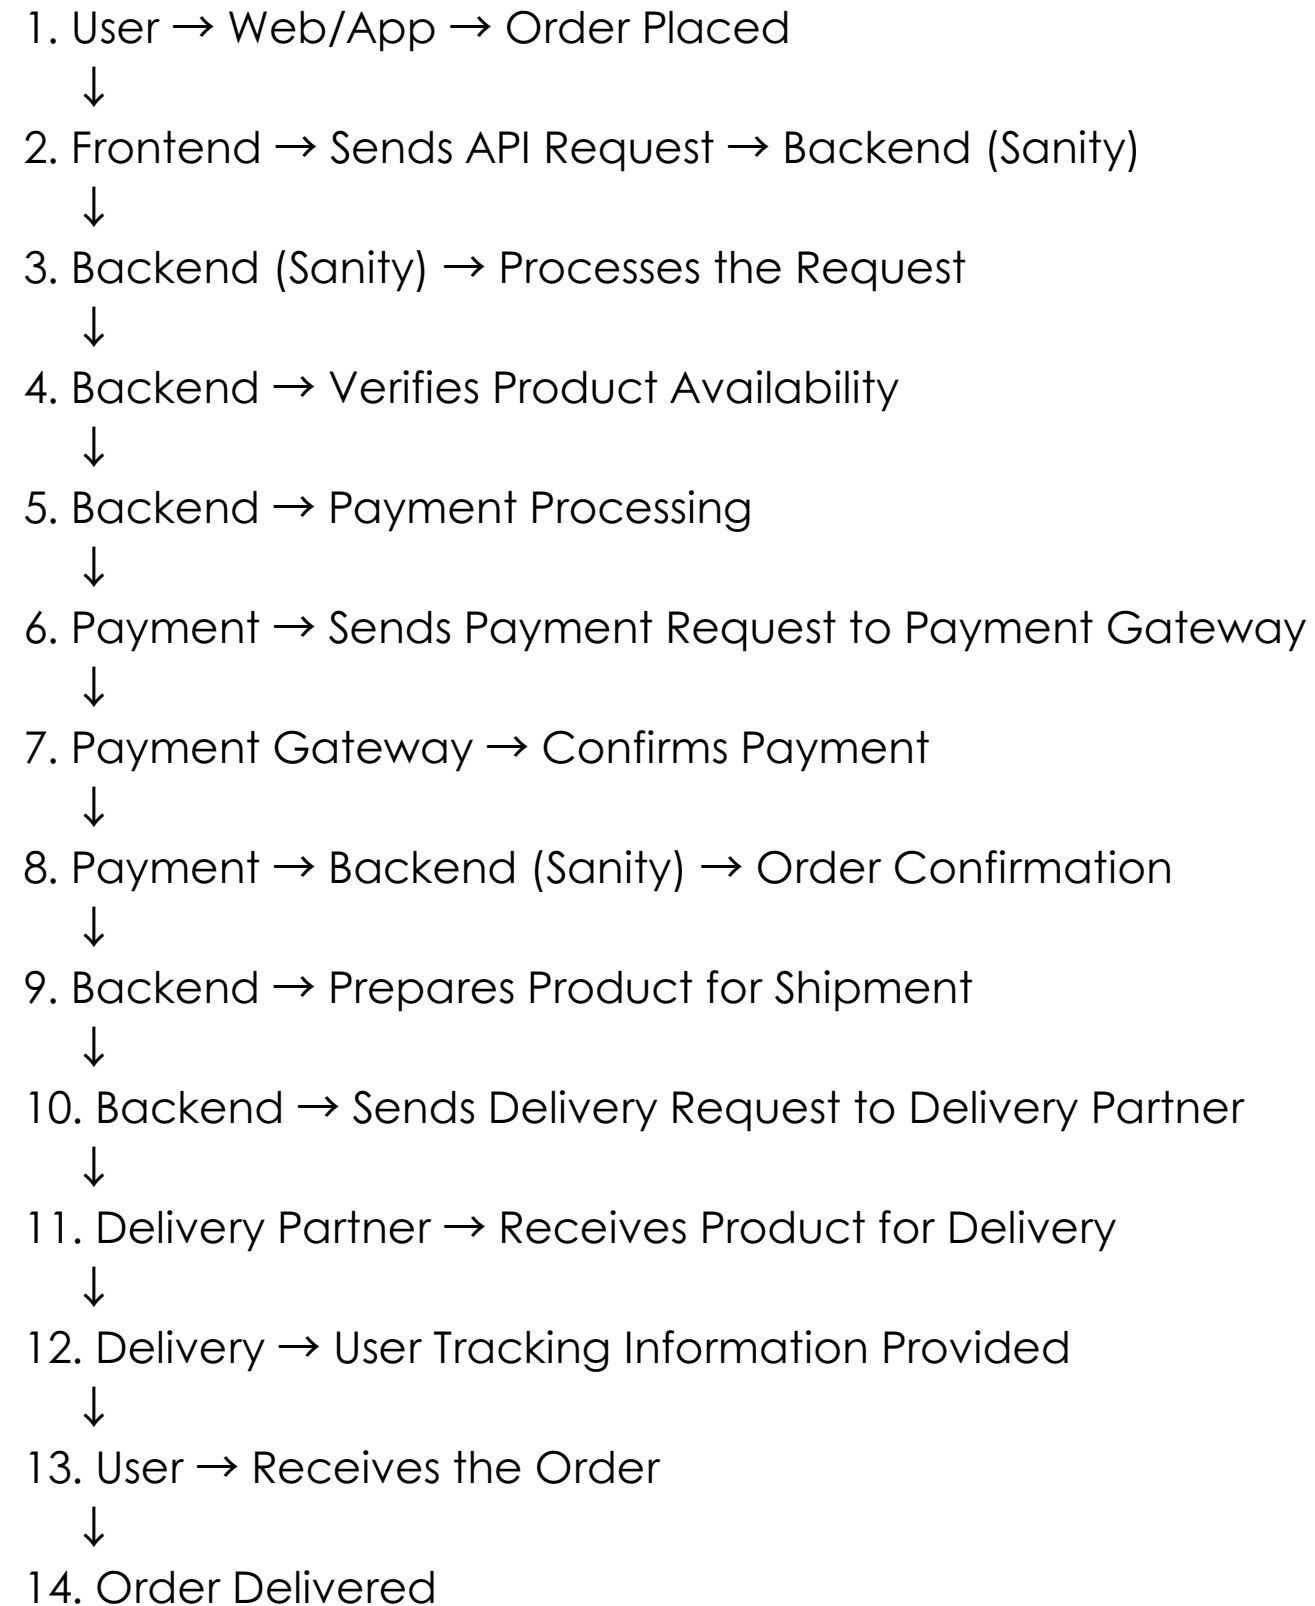 1. User → Web/App → Order Placed
↓
2. Frontend → Sends API Request → Backend (Sanity)
↓
3. Backend (Sanity) → Processes the Request
↓
4. Backend → Verifies Product Availability
↓
5. Backend → Payment Processing
↓
6. Payment → Sends Payment Request to Payment Gateway
↓
7. Payment Gateway → Confirms Payment
↓
8. Payment → Backend (Sanity) → Order Confirmation
↓
9. Backend → Prepares Product for Shipment
↓
10. Backend → Sends Delivery Request to Delivery Partner
↓
11. Delivery Partner → Receives Product for Delivery
↓
12. Delivery → User Tracking Information Provided
↓
13. User → Receives the Order
↓
14. Order Delivered